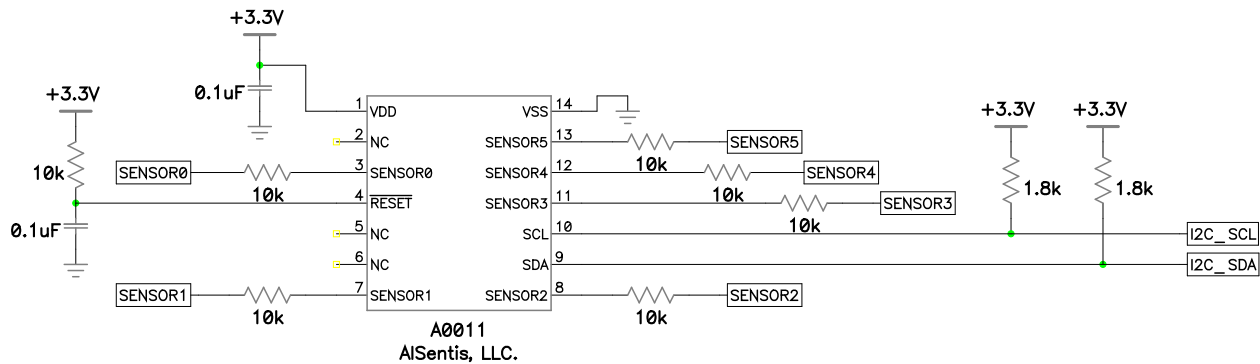 +3.3V
+3.3V
0.1uF
+3.3V
+3.3V
+3.3V
1 VDD
VSS 14
2 NC
SENSOR5 13
SENSOR5
10k
10k
SENSOR0
10k
3 SENSOR0
SENSOR4 12
10k
SENSOR4
1.8k
1.8k
4 RESET
SENSOR3 11
10k
SENSOR3
0.1uF
5 NC
SCL 10
I2C_SCL
6 NC
SDA 9
I2C_SDA
SENSOR1
10k
7 SENSOR1
SENSOR2 8
10k
SENSOR2
A0011
AISentis, LLC.